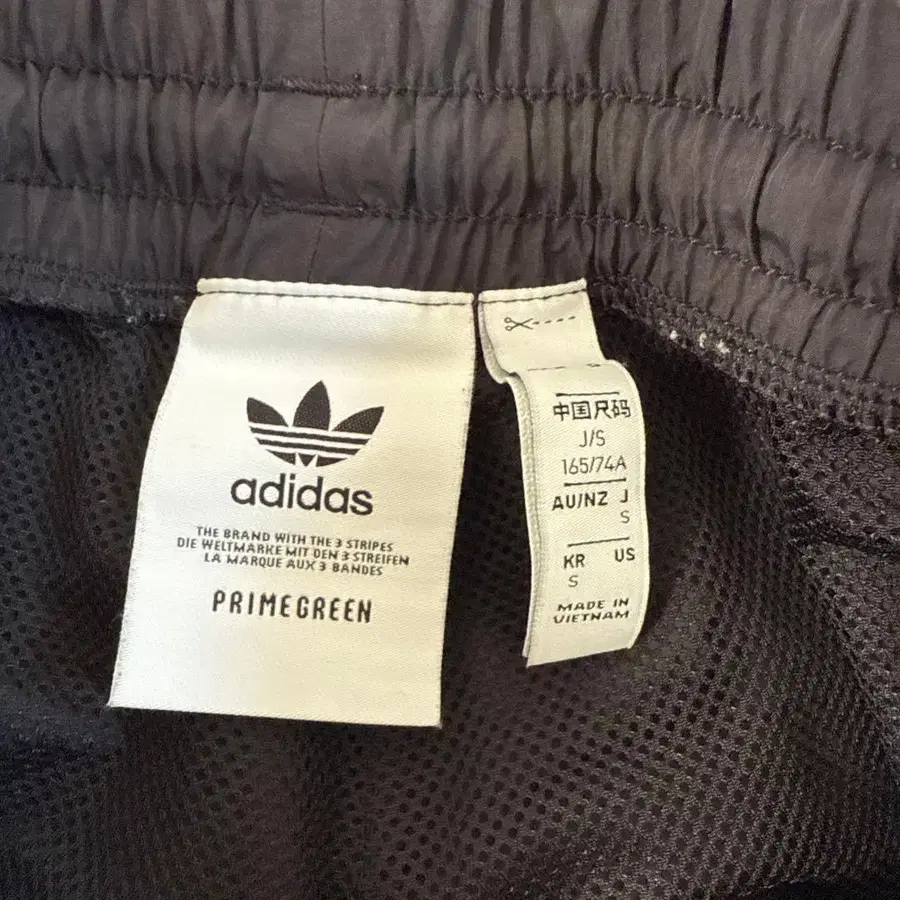 adidas
THE BRAND WITH THE 3 STRIPES
DIE WELTMARKE MIT DEN 3 STREIFEN
LA MARQUE AUX 3 BANDES
PRIMEGREEN
中国尺码
J/S
165/74A
AU/NZ J
S
KR US
S
MADE IN
VIETNAM